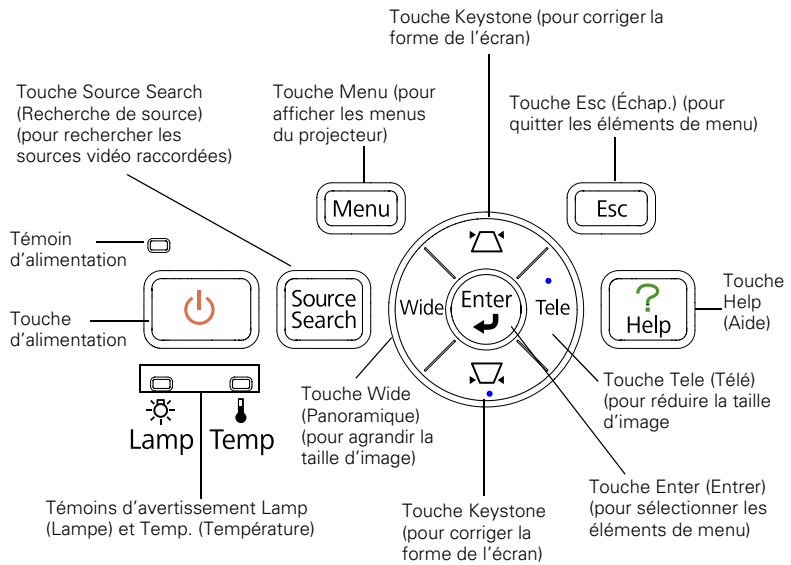 Touche Keystone (pour corriger la
forme de l'écran)
Touche Source Search
(Recherche de source)
(pour rechercher les
sources vidéo raccordées)
Touche Menu (pour
afficher les menus
du projecteur)
Touche Esc (Échap.) (pour
quitter les éléments de menu)
Menu
Esc
Témoin
d'alimentation
Touche
d'alimentation
Source
Search
Wide
Enter
Tele
?
Help
Touche
Help
(Aide)
Lamp
Temp
Touche Wide
(Panoramique)
(pour agrandir la
taille d'image)
Touche Tele (Télé)
(pour réduire la taille
d'image
Témoins d'avertissement Lamp
(Lampe) et Temp. (Température)
Touche Keystone
(pour corriger la
forme de l'écran)
Touche Enter (Entrer)
(pour sélectionner les
éléments de menu)